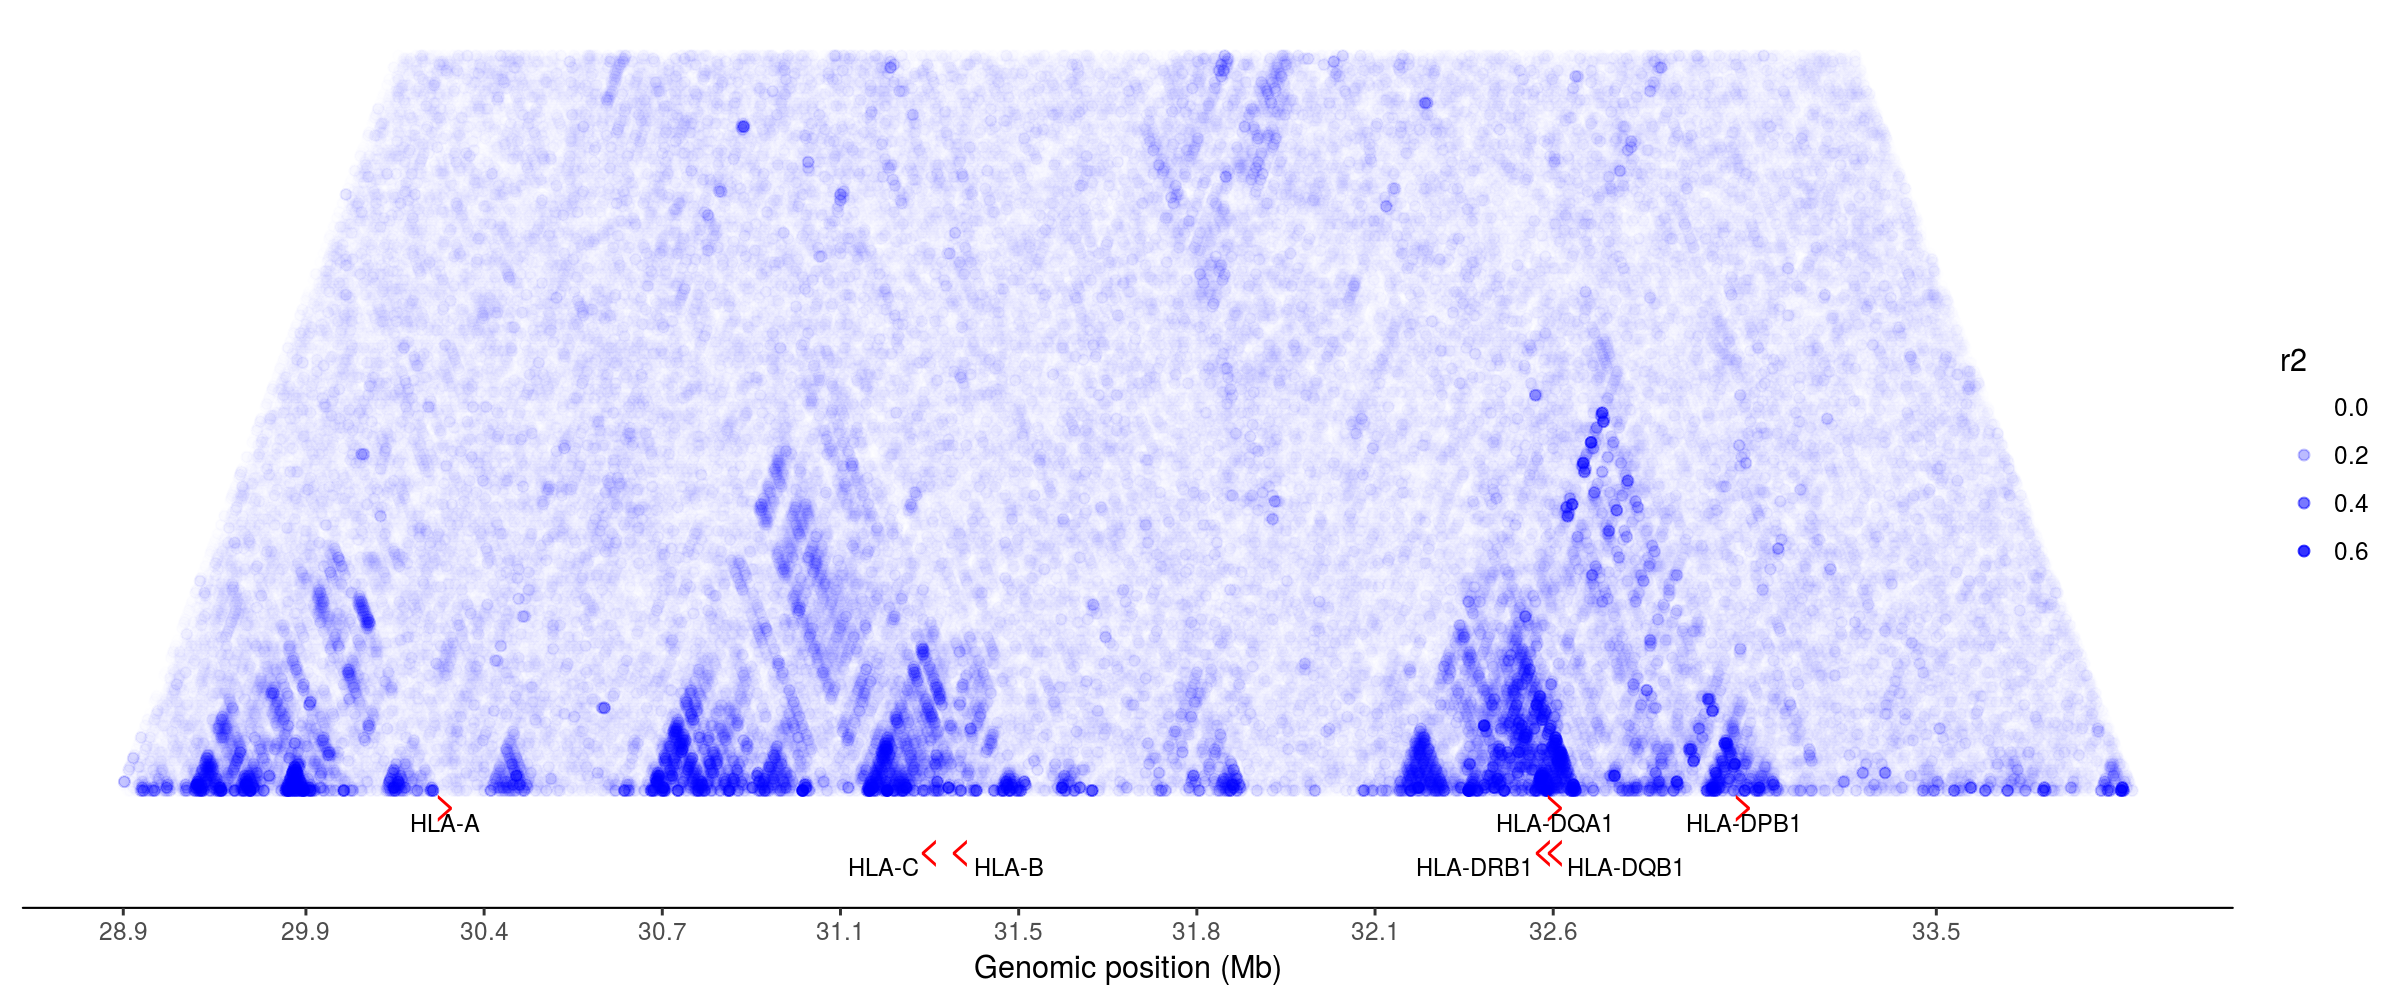 r2
0.0
0.2
0.4
0.6
HLA-A
HLA-DQA1
HLA-DPB1
HLA-C
HLA-B
HLA-DRB1
HLA-DQB1
28.9 29.9 30.4 30.7 31.1 31.5 31.8 32.1 32.6 33.5
Genomic position (Mb)